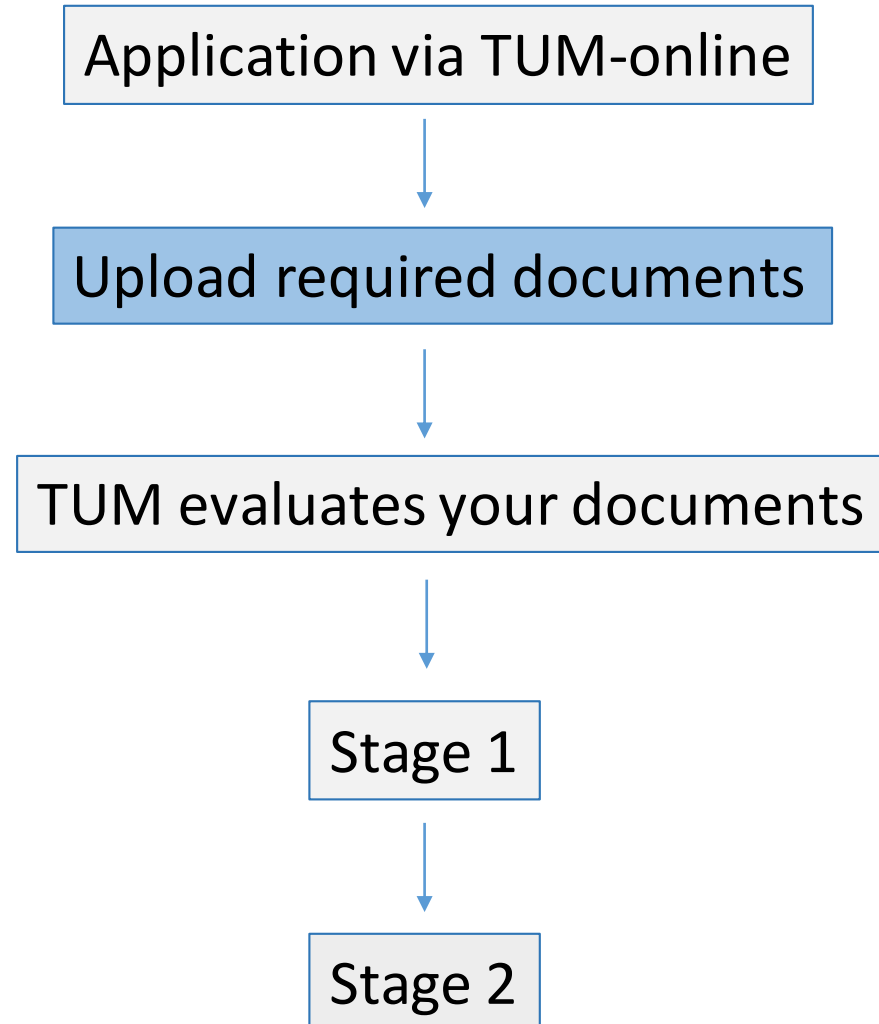 Application via TUM-online
Upload required documents
TUM evaluates your documents
Stage 1
Stage 2